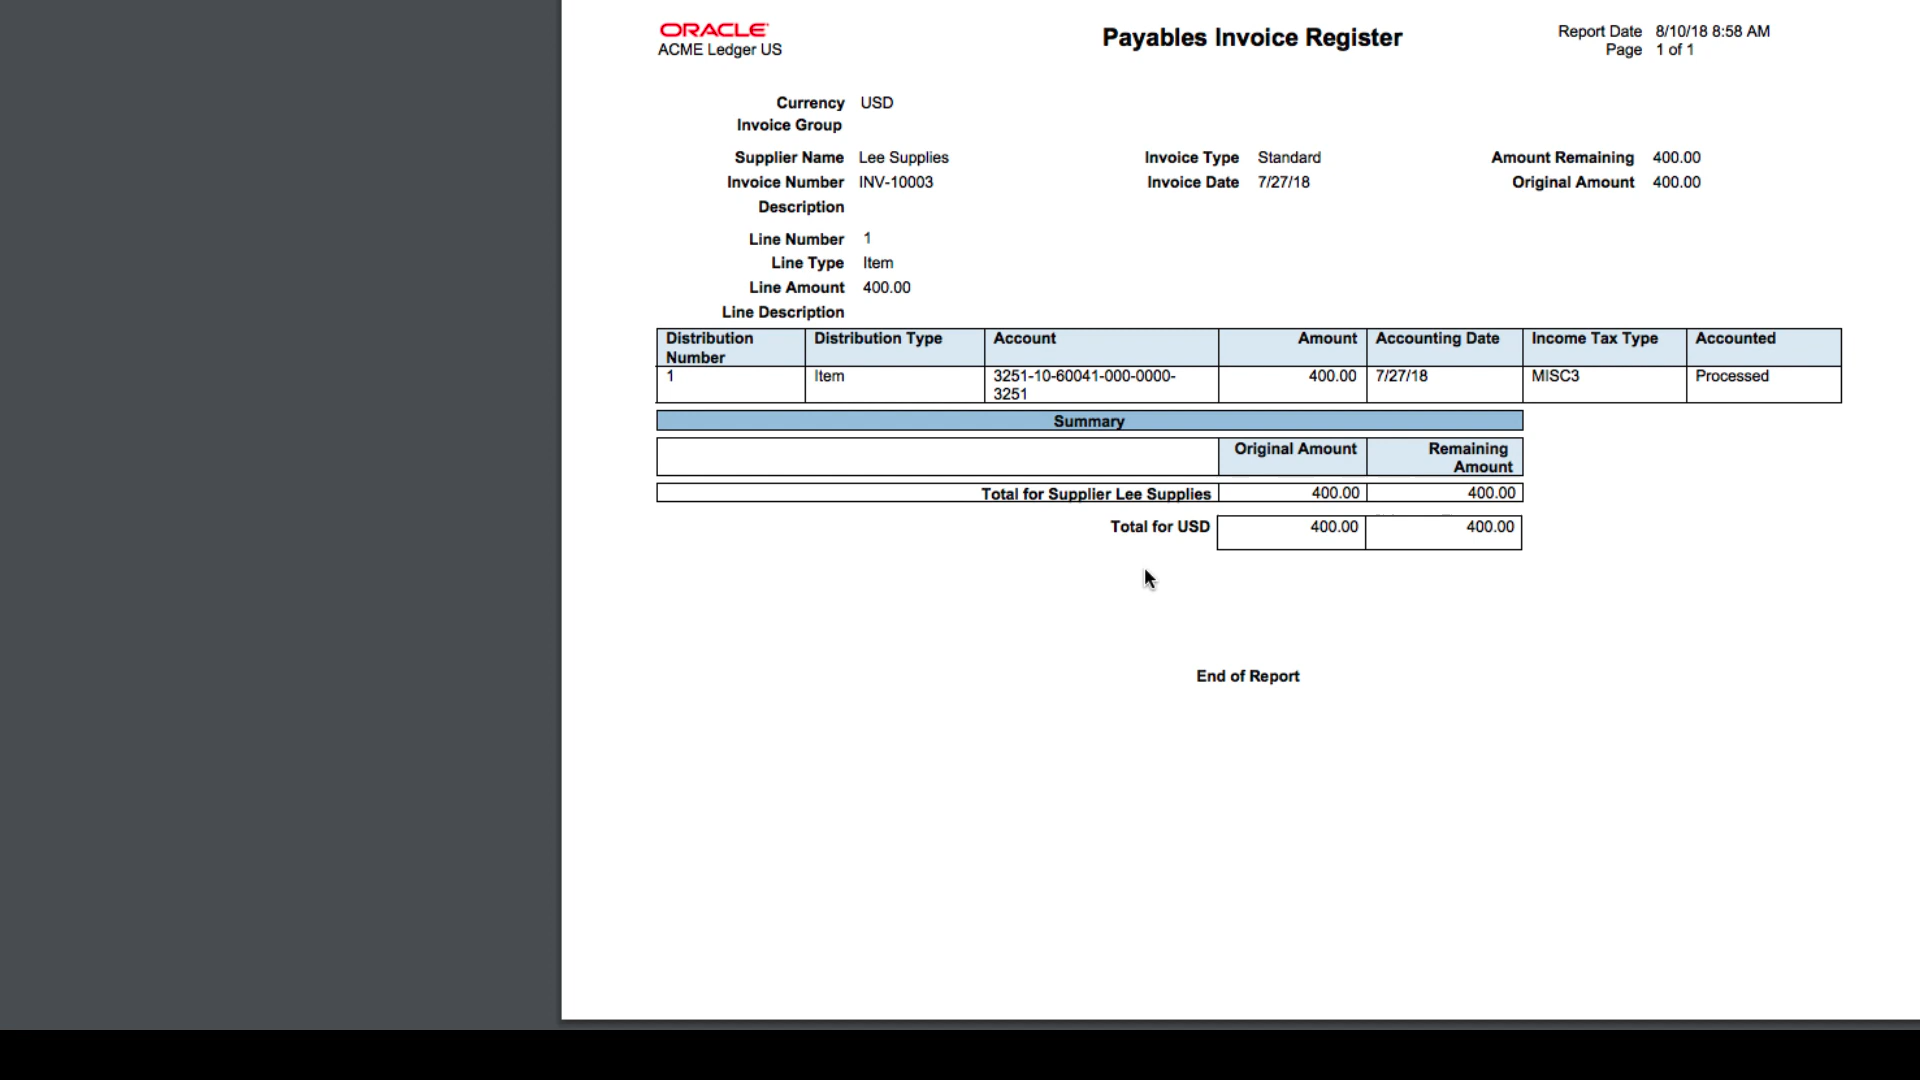 ORACLE
ACME Ledger US
Payables Invoice Register
Report Date 8/10/18 8:58 AM
Page 1 of 1
Currency USD
Invoice Group
Supplier Name Lee Supplies Invoice Type Standard Amount Remaining 400.00
Invoice Number INV-10003 Invoice Date 7/27/18 Original Amount 400.00
Description
Line Number 1
Line Type Item
Line Amount 400.00
Line Description
Distribution Number Distribution Type Account Amount Accounting Date Income Tax Type Accounted
1 Item 3251-10-60041-000-0000-3251 400.00 7/27/18 MISC3 Processed
Summary
Original Amount Remaining Amount
Total for Supplier Lee Supplies 400.00 400.00
Total for USD 400.00 400.00
End of Report